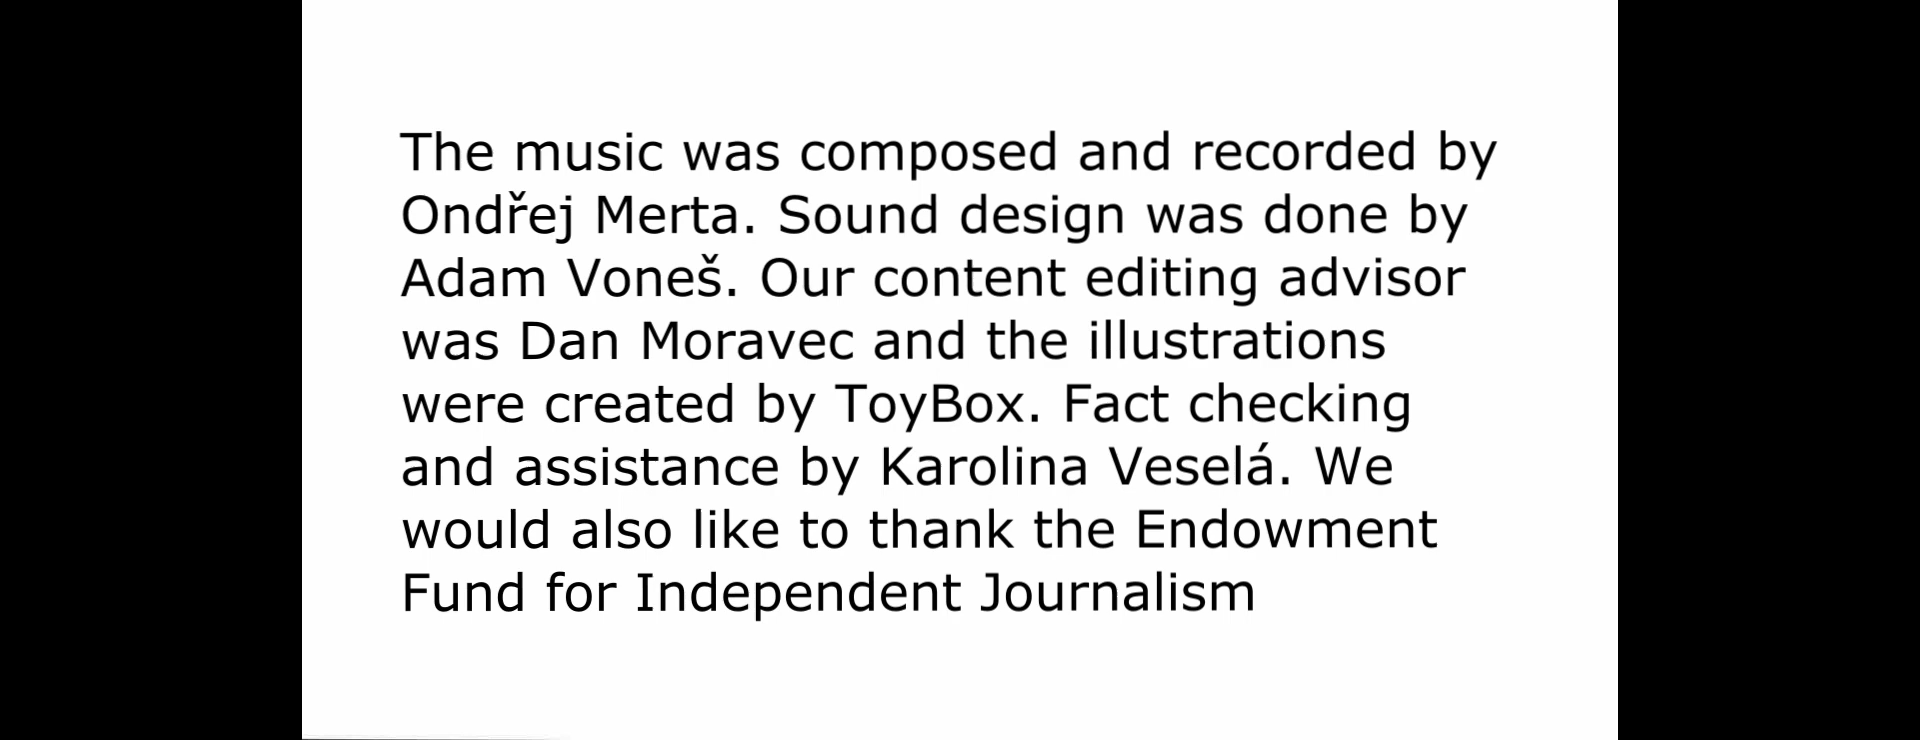 The music was composed and recorded by
Ondřej Merta. Sound design was done by
Adam Voneš. Our content editing advisor
was Dan Moravec and the illustrations
were created by ToyBox. Fact checking
and assistance by Karolina Veselá. We
would also like to thank the Endowment
Fund for Independent Journalism